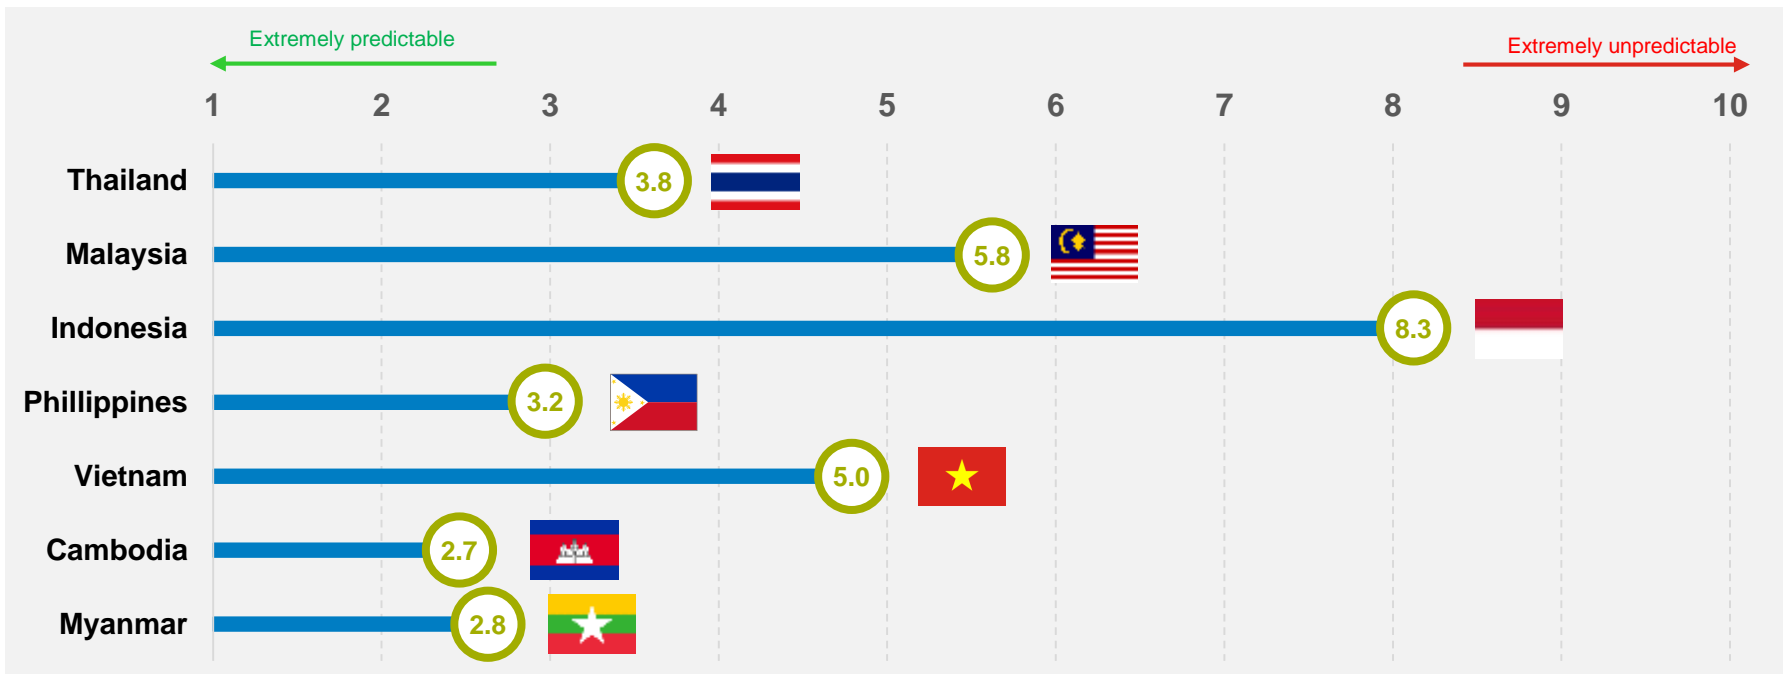 Extremely predictable
Extremely unpredictable
1 2 3 4 5 6 7 8 9 10
Thailand 3.8
Malaysia 5.8
Indonesia 8.3
Phillippines 3.2
Vietnam 5.0
Cambodia 2.7
Myanmar 2.8